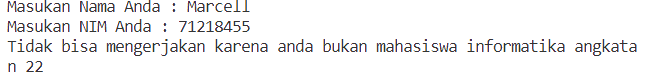 Masukan Nama Anda : Marcell
Masukan NIM Anda : 71218455
Tidak bisa mengerjakan karena anda bukan mahasiswa informatika angkata
n 22